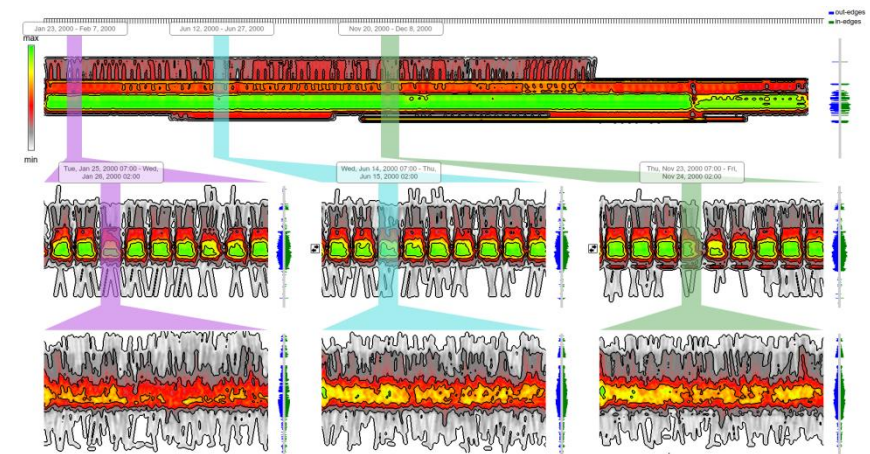 out-edges
in-edges
Jan 23, 2000 - Feb 7, 2000
Jun 12, 2000 - Jun 27, 2000
Nov 20, 2000 - Dec 8, 2000
max
min
Tue, Jan 25, 2000 07:00 - Wed,
Jan 26, 2000 02:00
Wed, Jun 14, 2000 07:00 - Thu,
Jun 15, 2000 02:00
Thu, Nov 23, 2000 07:00 - Fri,
Nov 24, 2000 02:00